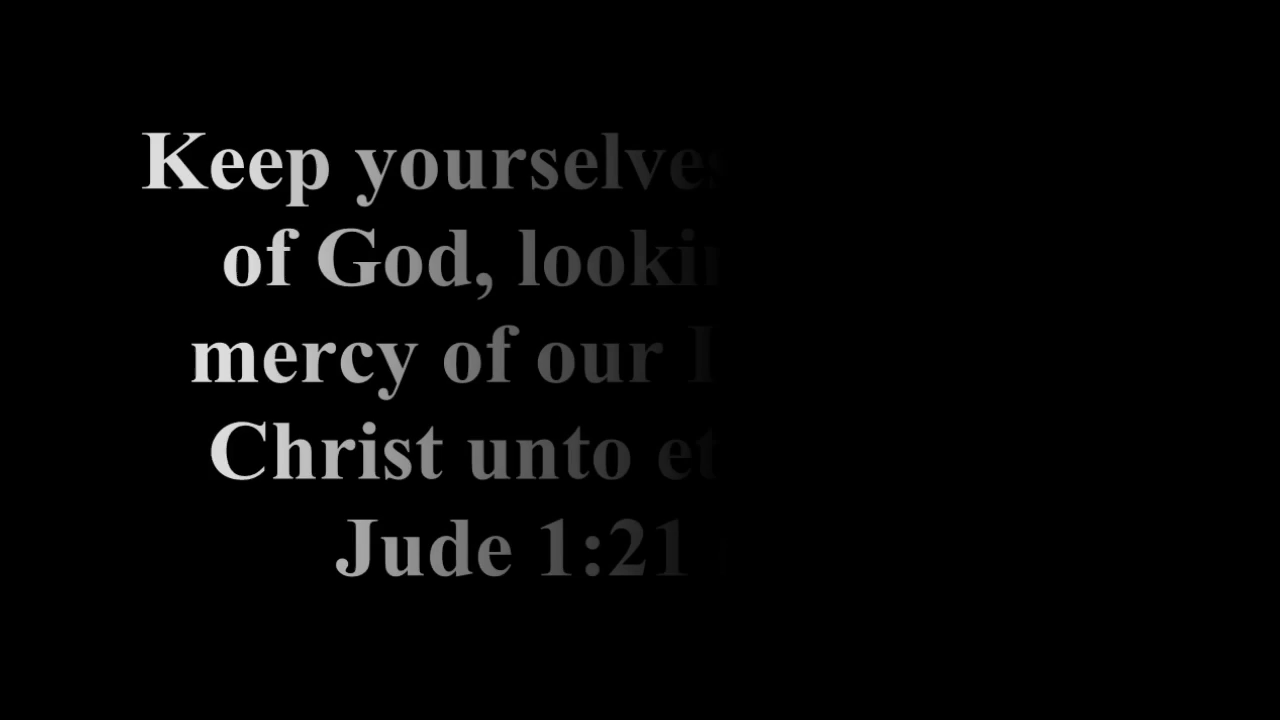 Keep yourselves
of God, lookin
mercy of our
Christ unto et
Jude 1:21